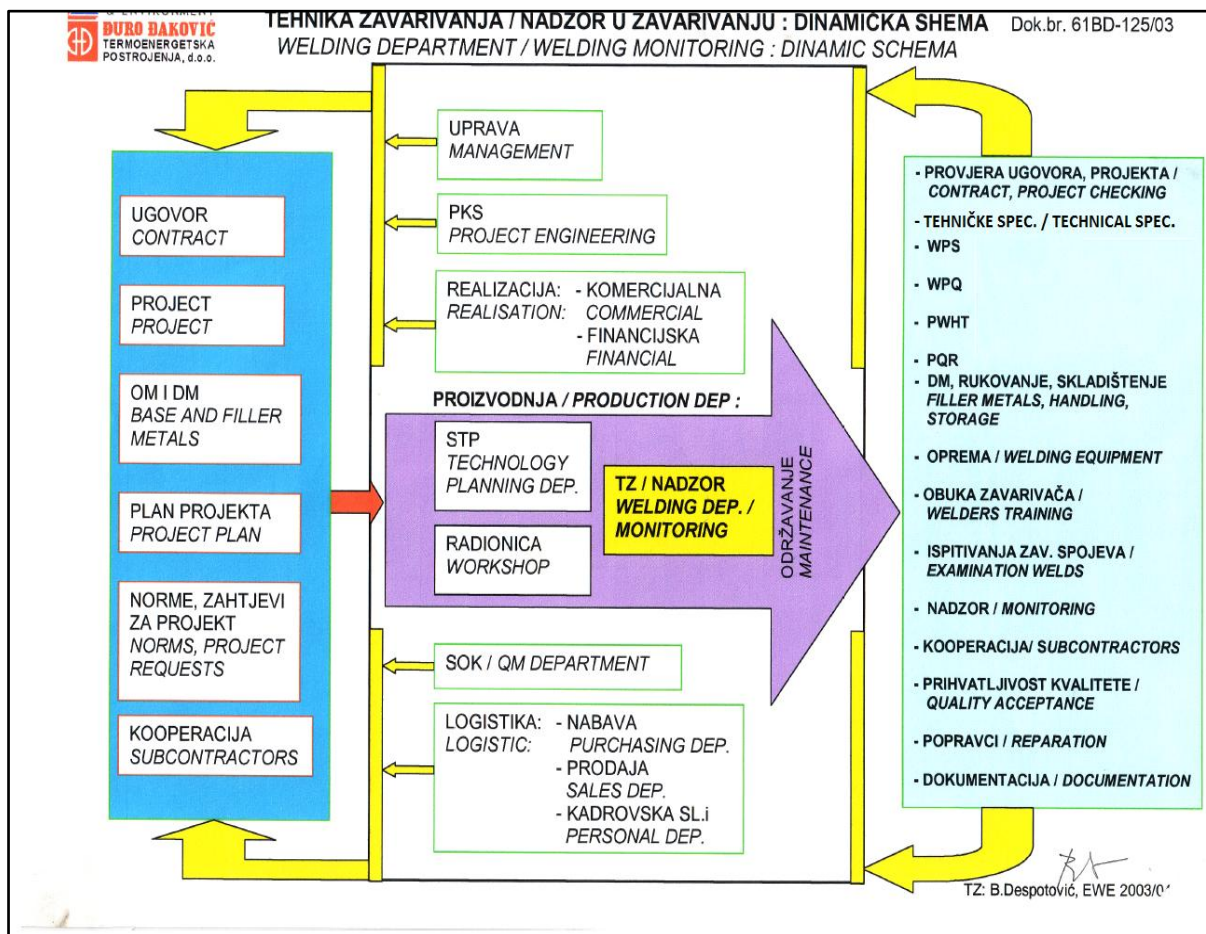 & ENVIRONMENT
ĐURO ĐAKOVIĆ
TERMOENERGETSKA
POSTROJENJA, d.o.o.
TEHNIKA ZAVARIVANJA / NADZOR U ZAVARIVANJU : DINAMIČKA SHEMA
Dok.br. 61BD-125/03
WELDING DEPARTMENT / WELDING MONITORING : DINAMIC SCHEMA
UGOVOR
CONTRACT
PROJECT
PROJECT
OM I DM
BASE AND FILLER
METALS
PLAN PROJEKTA
PROJECT PLAN
NORME, ZAHTJEVI
ZA PROJEKT
NORMS, PROJECT
REQUESTS
KOOPERACIJA
SUBCONTRACTORS
UPRAVA
MANAGEMENT
PKS
PROJECT ENGINEERING
REALIZACIJA: - KOMERCIJALNA
REALISATION: COMMERCIAL
- FINANCIJSKA
FINANCIAL
PROIZVODNJA / PRODUCTION DEP :
STP
TECHNOLOGY
PLANNING DEP.
RADIONICA
WORKSHOP
TZ / NADZOR
WELDING DEP. /
MONITORING
ODRŽAVANJE
MAINTENANCE
SOK / QM DEPARTMENT
LOGISTIKA: - NABAVA
LOGISTIC: PURCHASING DEP.
- PRODAJA
SALES DEP.
- KADROVSKA SL.i
PERSONAL DEP.
- PROVJERA UGOVORA, PROJEKTA /
CONTRACT, PROJECT CHECKING
- TEHNIČKE SPEC. / TECHNICAL SPEC.
- WPS
- WPQ
- PWHT
- PQR
- DM, RUKOVANJE, SKLADIŠTENJE
FILLER METALS, HANDLING,
STORAGE
- OPREMA / WELDING EQUIPMENT
- OBUKA ZAVARIVAČA /
WELDERS TRAINING
- ISPITIVANJA ZAV. SPOJEVA /
EXAMINATION WELDS
- NADZOR / MONITORING
- KOOPERACIJA/ SUBCONTRACTORS
- PRIHVATLJIVOST KVALITETE /
QUALITY ACCEPTANCE
- POPRAVCI / REPARATION
- DOKUMENTACIJA / DOCUMENTATION
TZ: B.Despotović, EWE